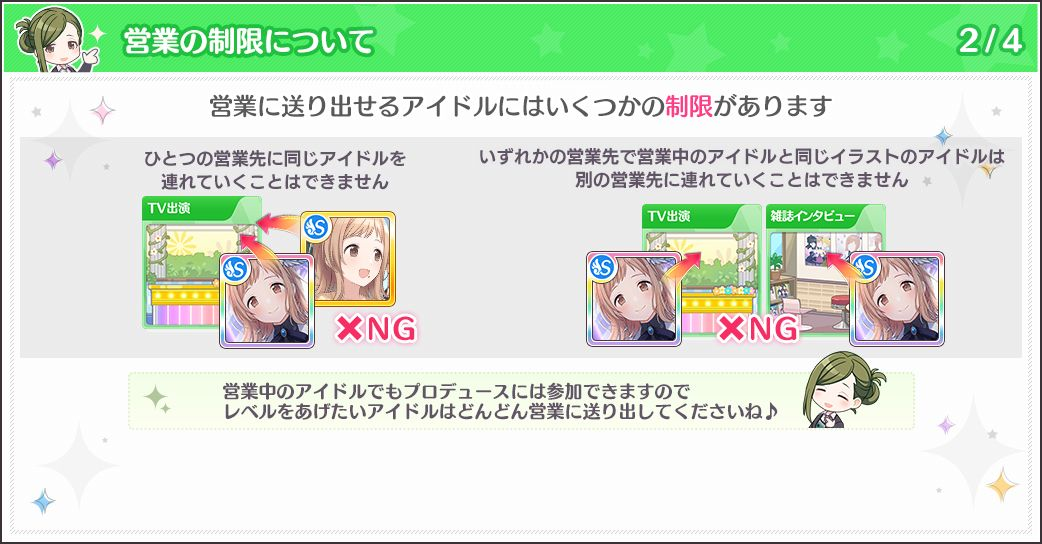 営業の制限について
2/4
営業に送り出せるアイドルにはいくつかの制限があります
ひとつの営業先に同じアイドルを
連れていくことはできません
いずれかの営業先で営業中のアイドルと同じイラストのアイドルは
別の営業先に連れていくことはできません
TV出演
S
S
×NG
TV出演
雑誌インタビュー
S
S
×NG
営業中のアイドルでもプロデュースには参加できますので
レベルをあげたいアイドルはどんどん営業に送り出してくださいね♪